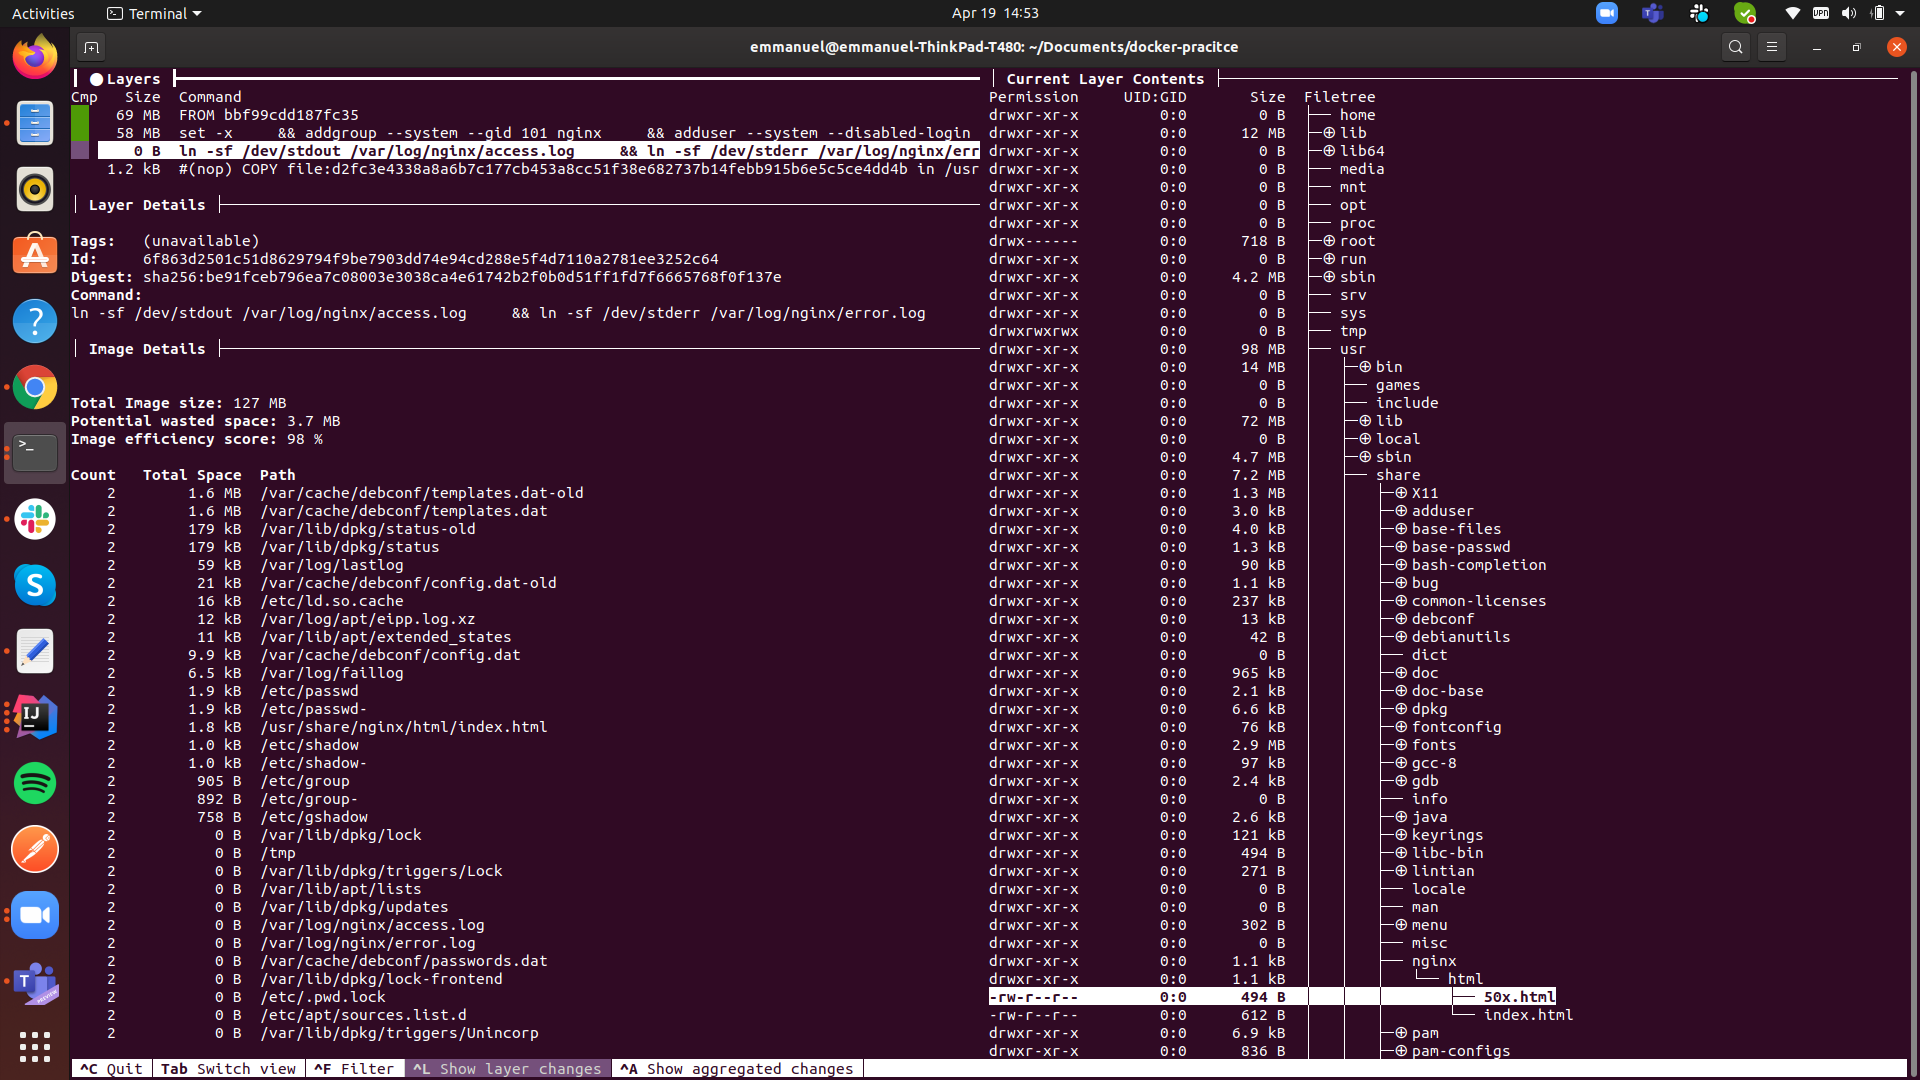 Activities
Terminal
Apr 19 14:53
VPN
emmanuel@emmanuel-ThinkPad-T480: ~/Documents/docker-pracitce
│ ●Layers
Cmp Size Command
69 MB FROM bbf99cdd187fc35
58 MB set -x && addgroup --system --gid 101 nginx && adduser --system --disabled-login
0 B ln -sf /dev/stdout /var/log/nginx/access.log && ln -sf /dev/stderr /var/log/nginx/err
1.2 kB #(nop) COPY file:d2fc3e4338a8a6b7c177cb453a8cc51f38e682737b14febb915b6e5c5ce4dd4b in /usr
│ Layer Details
Tags: (unavailable)
Id: 6f863d2501c51d8629794f9be7903dd74e94cd288e5f4d7110a2781ee3252c64
Digest: sha256:be91fceb796ea7c08003e3038ca4e61742b2f0b0d51ff1fd7f6665768f0f137e
Command:
ln -sf /dev/stdout /var/log/nginx/access.log && ln -sf /dev/stderr /var/log/nginx/error.log
│ Image Details
Total Image size: 127 MB
Potential wasted space: 3.7 MB
Image efficiency score: 98 %
Count Total Space Path
2 1.6 MB /var/cache/debconf/templates.dat-old
2 1.6 MB /var/cache/debconf/templates.dat
2 179 kB /var/lib/dpkg/status-old
2 179 kB /var/lib/dpkg/status
2 59 kB /var/log/lastlog
2 21 kB /var/cache/debconf/config.dat-old
2 16 kB /etc/ld.so.cache
2 12 kB /var/log/apt/eipp.log.xz
2 11 kB /var/lib/apt/extended_states
2 9.9 kB /var/cache/debconf/config.dat
2 6.5 kB /var/log/faillog
2 1.9 kB /etc/passwd
2 1.9 kB /etc/passwd-
2 1.8 kB /usr/share/nginx/html/index.html
2 1.0 kB /etc/shadow
2 1.0 kB /etc/shadow-
2 905 B /etc/group
2 892 B /etc/group-
2 758 B /etc/gshadow
2 0 B /var/lib/dpkg/lock
2 0 B /tmp
2 0 B /var/lib/dpkg/triggers/Lock
2 0 B /var/lib/apt/lists
2 0 B /var/lib/dpkg/updates
2 0 B /var/log/nginx/access.log
2 0 B /var/log/nginx/error.log
2 0 B /var/cache/debconf/passwords.dat
2 0 B /var/lib/dpkg/lock-frontend
2 0 B /etc/.pwd.lock
2 0 B /etc/apt/sources.list.d
2 0 B /var/lib/dpkg/triggers/Unincorp
│ Current Layer Contents
Permission UID:GID Size Filetree
drwxr-xr-x 0:0 0 B ├── home
drwxr-xr-x 0:0 12 MB ├─⊕ lib
drwxr-xr-x 0:0 0 B ├─⊕ lib64
drwxr-xr-x 0:0 0 B ├── media
drwxr-xr-x 0:0 0 B ├── mnt
drwxr-xr-x 0:0 0 B ├── opt
drwxr-xr-x 0:0 0 B ├── proc
drwx------ 0:0 718 B ├─⊕ root
drwxr-xr-x 0:0 0 B ├─⊕ run
drwxr-xr-x 0:0 4.2 MB ├─⊕ sbin
drwxr-xr-x 0:0 0 B ├── srv
drwxr-xr-x 0:0 0 B ├── sys
drwxrwxrwx 0:0 0 B ├── tmp
drwxr-xr-x 0:0 98 MB ├── usr
drwxr-xr-x 0:0 14 MB │ ├─⊕ bin
drwxr-xr-x 0:0 0 B │ ├── games
drwxr-xr-x 0:0 0 B │ ├── include
drwxr-xr-x 0:0 72 MB │ ├─⊕ lib
drwxr-xr-x 0:0 0 B │ ├─⊕ local
drwxr-xr-x 0:0 4.7 MB │ ├─⊕ sbin
drwxr-xr-x 0:0 7.2 MB │ ├── share
drwxr-xr-x 0:0 1.3 MB │ │ ├─⊕ X11
drwxr-xr-x 0:0 3.0 kB │ │ ├─⊕ adduser
drwxr-xr-x 0:0 4.0 kB │ │ ├─⊕ base-files
drwxr-xr-x 0:0 1.3 kB │ │ ├─⊕ base-passwd
drwxr-xr-x 0:0 90 kB │ │ ├─⊕ bash-completion
drwxr-xr-x 0:0 1.1 kB │ │ ├─⊕ bug
drwxr-xr-x 0:0 237 kB │ │ ├─⊕ common-licenses
drwxr-xr-x 0:0 13 kB │ │ ├─⊕ debconf
drwxr-xr-x 0:0 42 B │ │ ├─⊕ debianutils
drwxr-xr-x 0:0 0 B │ │ ├── dict
drwxr-xr-x 0:0 965 kB │ │ ├─⊕ doc
drwxr-xr-x 0:0 2.1 kB │ │ ├─⊕ doc-base
drwxr-xr-x 0:0 6.6 kB │ │ ├─⊕ dpkg
drwxr-xr-x 0:0 76 kB │ │ ├─⊕ fontconfig
drwxr-xr-x 0:0 2.9 MB │ │ ├─⊕ fonts
drwxr-xr-x 0:0 97 kB │ │ ├─⊕ gcc-8
drwxr-xr-x 0:0 2.4 kB │ │ ├─⊕ gdb
drwxr-xr-x 0:0 0 B │ │ ├── info
drwxr-xr-x 0:0 2.6 kB │ │ ├─⊕ java
drwxr-xr-x 0:0 121 kB │ │ ├─⊕ keyrings
drwxr-xr-x 0:0 494 B │ │ ├─⊕ libc-bin
drwxr-xr-x 0:0 271 B │ │ ├─⊕ lintian
drwxr-xr-x 0:0 0 B │ │ ├── locale
drwxr-xr-x 0:0 0 B │ │ ├── man
drwxr-xr-x 0:0 302 B │ │ ├─⊕ menu
drwxr-xr-x 0:0 0 B │ │ ├── misc
drwxr-xr-x 0:0 1.1 kB │ │ ├── nginx
drwxr-xr-x 0:0 1.1 kB │ │ │ └── html
-rw-r--r-- 0:0 494 B │ │ │ ├── 50x.html
-rw-r--r-- 0:0 612 B │ │ │ └── index.html
drwxr-xr-x 0:0 6.9 kB │ │ ├─⊕ pam
drwxr-xr-x 0:0 836 B │ │ ├─⊕ pam-configs
^C Quit Tab Switch view ^F Filter ^L Show layer changes ^A Show aggregated changes